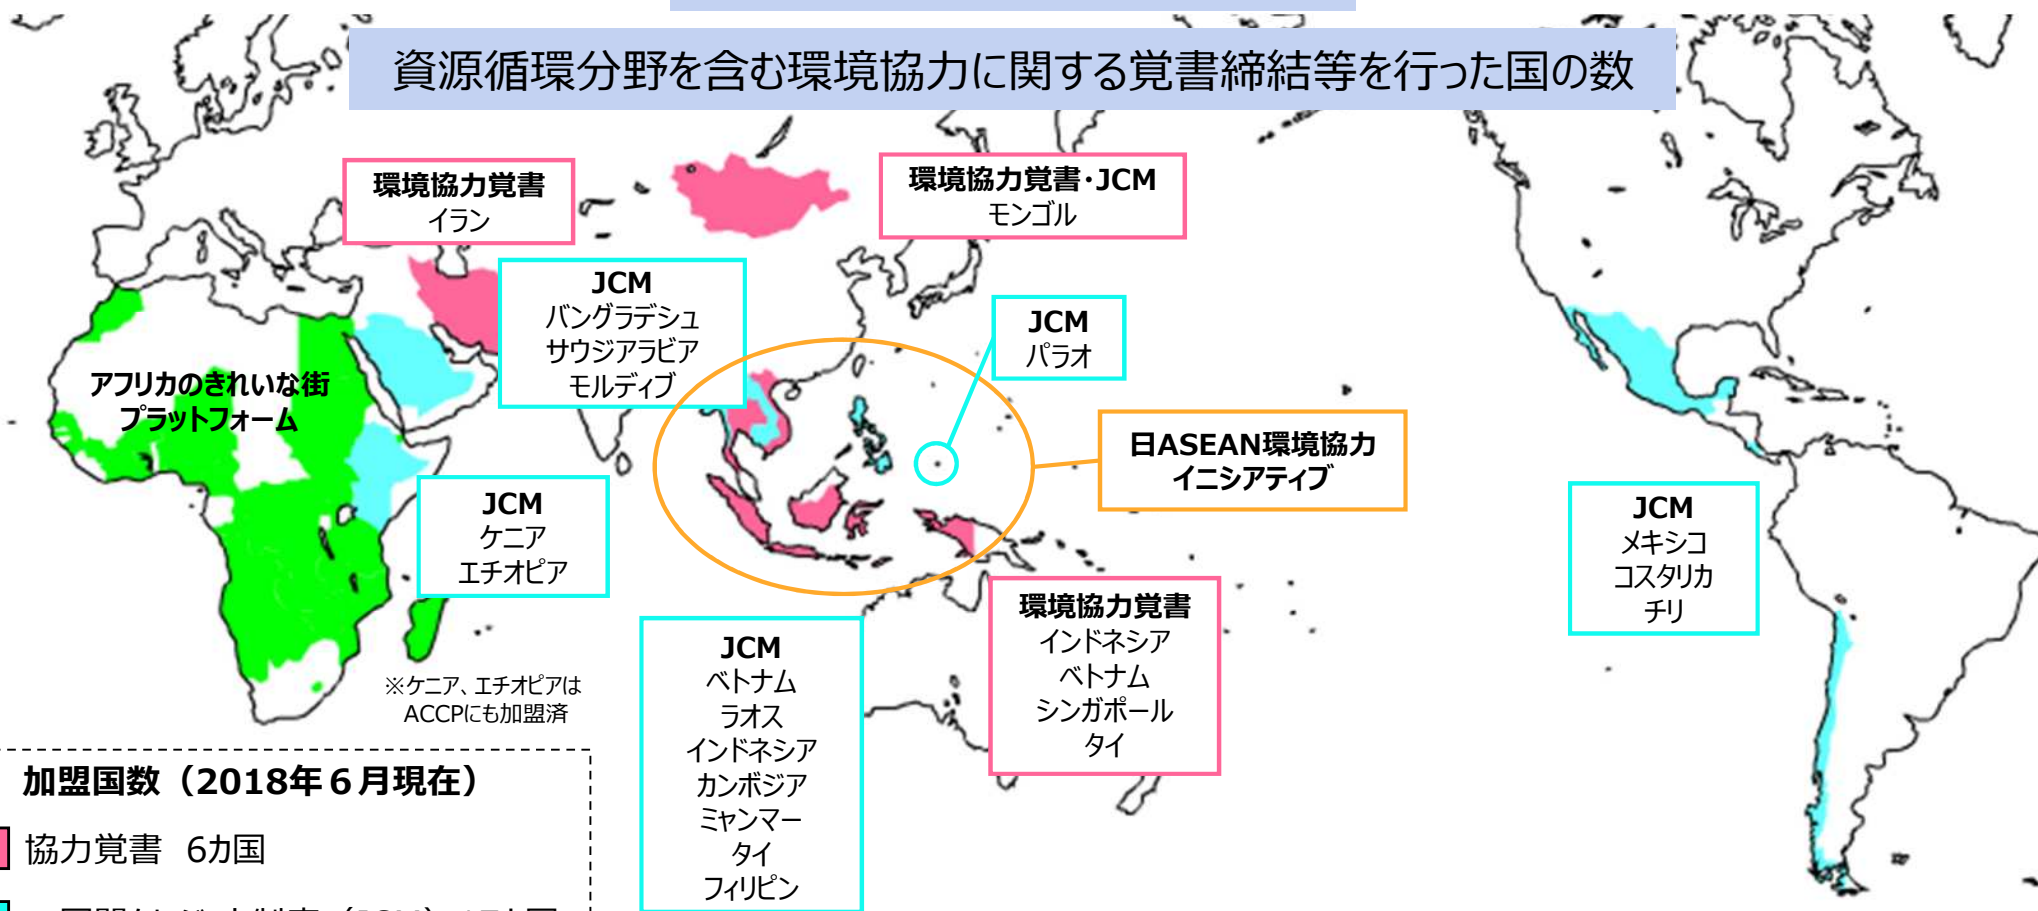 資源循環分野を含む環境協力に関する覚書締結等を行った国の数
環境協力覚書
イラン
環境協力覚書・JCM
モンゴル
JCM
バングラデシュ
サウジアラビア
モルディブ
JCM
パラオ
アフリカのきれいな街
プラットフォーム
日ASEAN環境協力
イニシアティブ
JCM
ケニア
エチオピア
JCM
メキシコ
コスタリカ
チリ
環境協力覚書
インドネシア
ベトナム
シンガポール
タイ
JCM
ベトナム
ラオス
インドネシア
カンボジア
ミャンマー
タイ
フィリピン
※ケニア、エチオピアは
ACCPにも加盟済
加盟国数（2018年６月現在）
協力覚書 6カ国